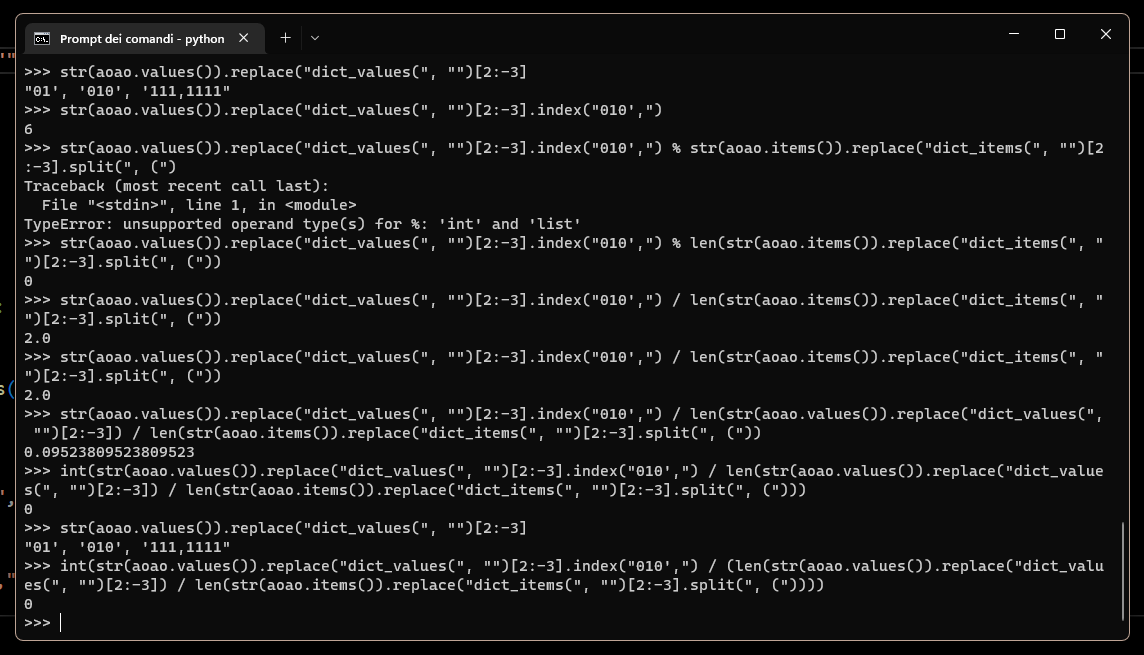 Prompt dei comandi - python
>>> str(aoao.values()).replace("dict_values(", "")[2:-3]
"01', '010', '111,1111"
>>> str(aoao.values()).replace("dict_values(", "")[2:-3].index("010',")
6
>>> str(aoao.values()).replace("dict_values(", "")[2:-3].index("010',") % str(aoao.items()).replace("dict_items(", "")[2
:-3].split(", (")
Traceback (most recent call last):
  File "<stdin>", line 1, in <module>
TypeError: unsupported operand type(s) for %: 'int' and 'list'
>>> str(aoao.values()).replace("dict_values(", "")[2:-3].index("010',") % len(str(aoao.items()).replace("dict_items(", "
")[2:-3].split(", ("))
0
>>> str(aoao.values()).replace("dict_values(", "")[2:-3].index("010',") / len(str(aoao.items()).replace("dict_items(", "
")[2:-3].split(", ("))
2.0
>>> str(aoao.values()).replace("dict_values(", "")[2:-3].index("010',") / len(str(aoao.items()).replace("dict_items(", "
")[2:-3].split(", ("))
2.0
>>> str(aoao.values()).replace("dict_values(", "")[2:-3].index("010',") / len(str(aoao.values()).replace("dict_values(",
 "")[2:-3]) / len(str(aoao.items()).replace("dict_items(", "")[2:-3].split(", ("))
0.09523809523809523
>>> int(str(aoao.values()).replace("dict_values(", "")[2:-3].index("010',") / len(str(aoao.values()).replace("dict_value
s(", "")[2:-3]) / len(str(aoao.items()).replace("dict_items(", "")[2:-3].split(", (")))
0
>>> str(aoao.values()).replace("dict_values(", "")[2:-3]
"01', '010', '111,1111"
>>> int(str(aoao.values()).replace("dict_values(", "")[2:-3].index("010',") / (len(str(aoao.values()).replace("dict_valu
es(", "")[2:-3]) / len(str(aoao.items()).replace("dict_items(", "")[2:-3].split(", ("))))
0
>>>